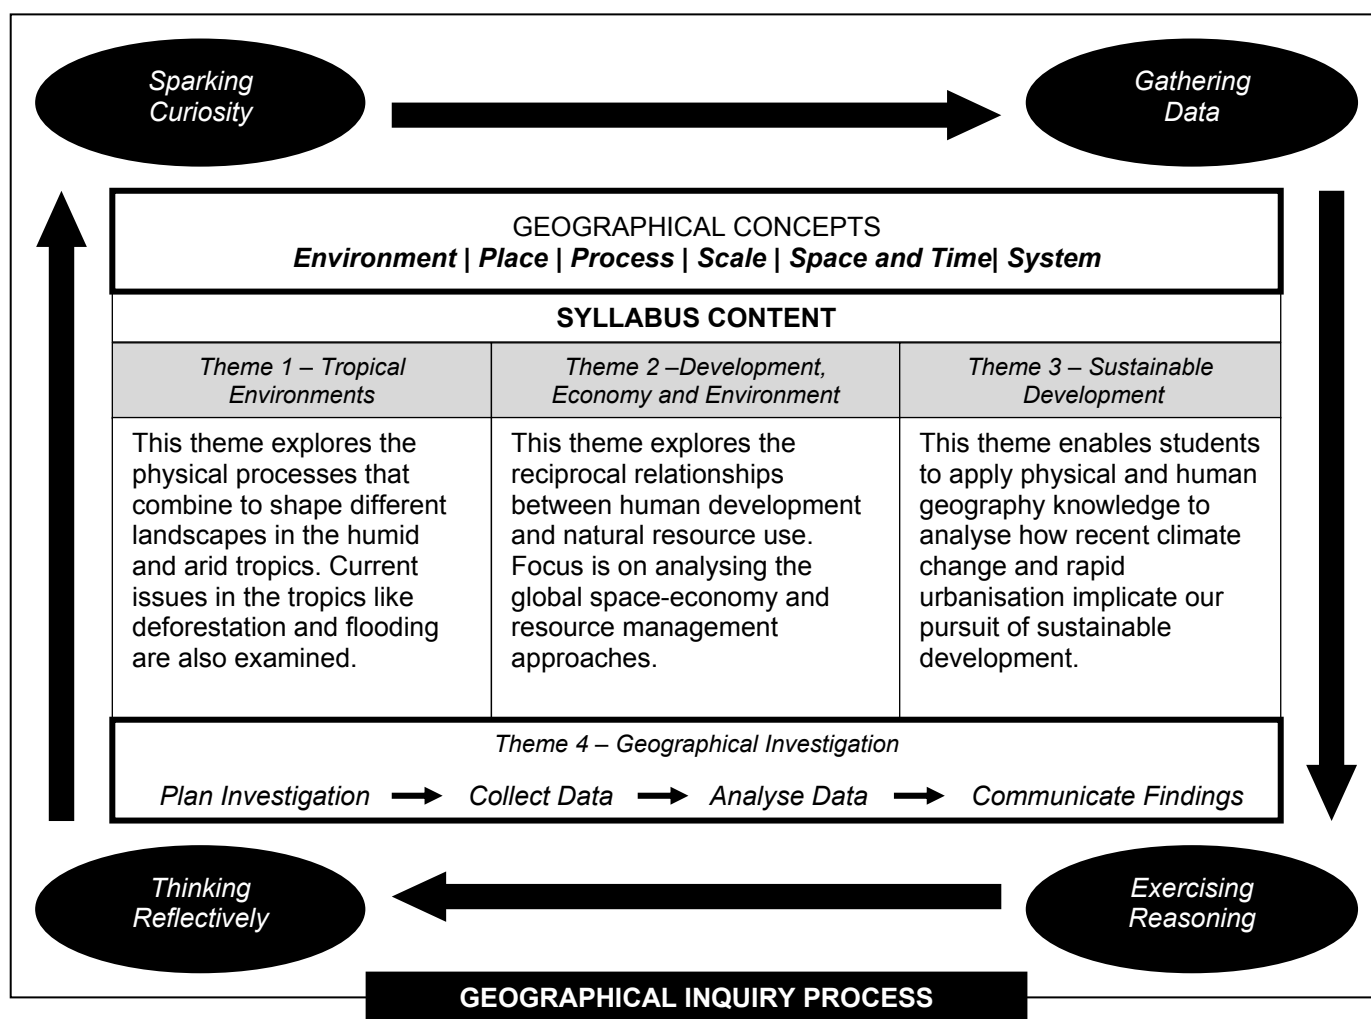 Sparking
Curiosity
Gathering
Data
GEOGRAPHICAL CONCEPTS
Environment | Place | Process | Scale | Space and Time| System
SYLLABUS CONTENT
Theme 1 – Tropical
Environments
Theme 2 –Development,
Economy and Environment
Theme 3 – Sustainable
Development
This theme explores the
physical processes that
combine to shape different
landscapes in the humid
and arid tropics. Current
issues in the tropics like
deforestation and flooding
are also examined.
This theme explores the
reciprocal relationships
between human development
and natural resource use.
Focus is on analysing the
global space-economy and
resource management
approaches.
This theme enables students
to apply physical and human
geography knowledge to
analyse how recent climate
change and rapid
urbanisation implicate our
pursuit of sustainable
development.
Theme 4 – Geographical Investigation
Plan Investigation Collect Data Analyse Data Communicate Findings
Thinking
Reflectively
Exercising
Reasoning
GEOGRAPHICAL INQUIRY PROCESS